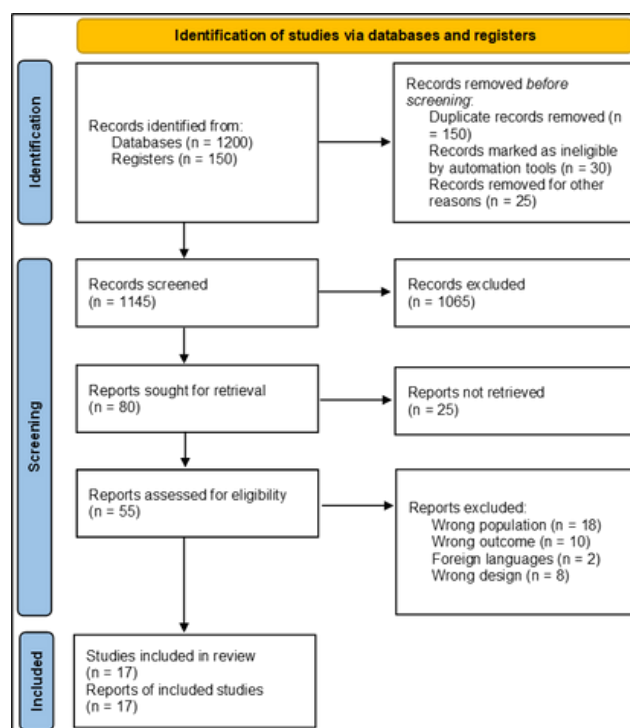 Identification of studies via databases and registers
Identification
Records identified from:
Databases (n = 1200)
Registers (n = 150)
Records removed before
screening:
Duplicate records removed (n
= 150)
Records marked as ineligible
by automation tools (n = 30)
Records removed for other
reasons (n = 25)
Screening
Records screened
(n = 1145)
Records excluded
(n = 1065)
Reports sought for retrieval
(n = 80)
Reports not retrieved
(n = 25)
Reports assessed for eligibility
(n = 55)
Reports excluded:
Wrong population (n = 18)
Wrong outcome (n = 10)
Foreign languages (n = 2)
Wrong design (n = 8)
Included
Studies included in review
(n = 17)
Reports of included studies
(n = 17)